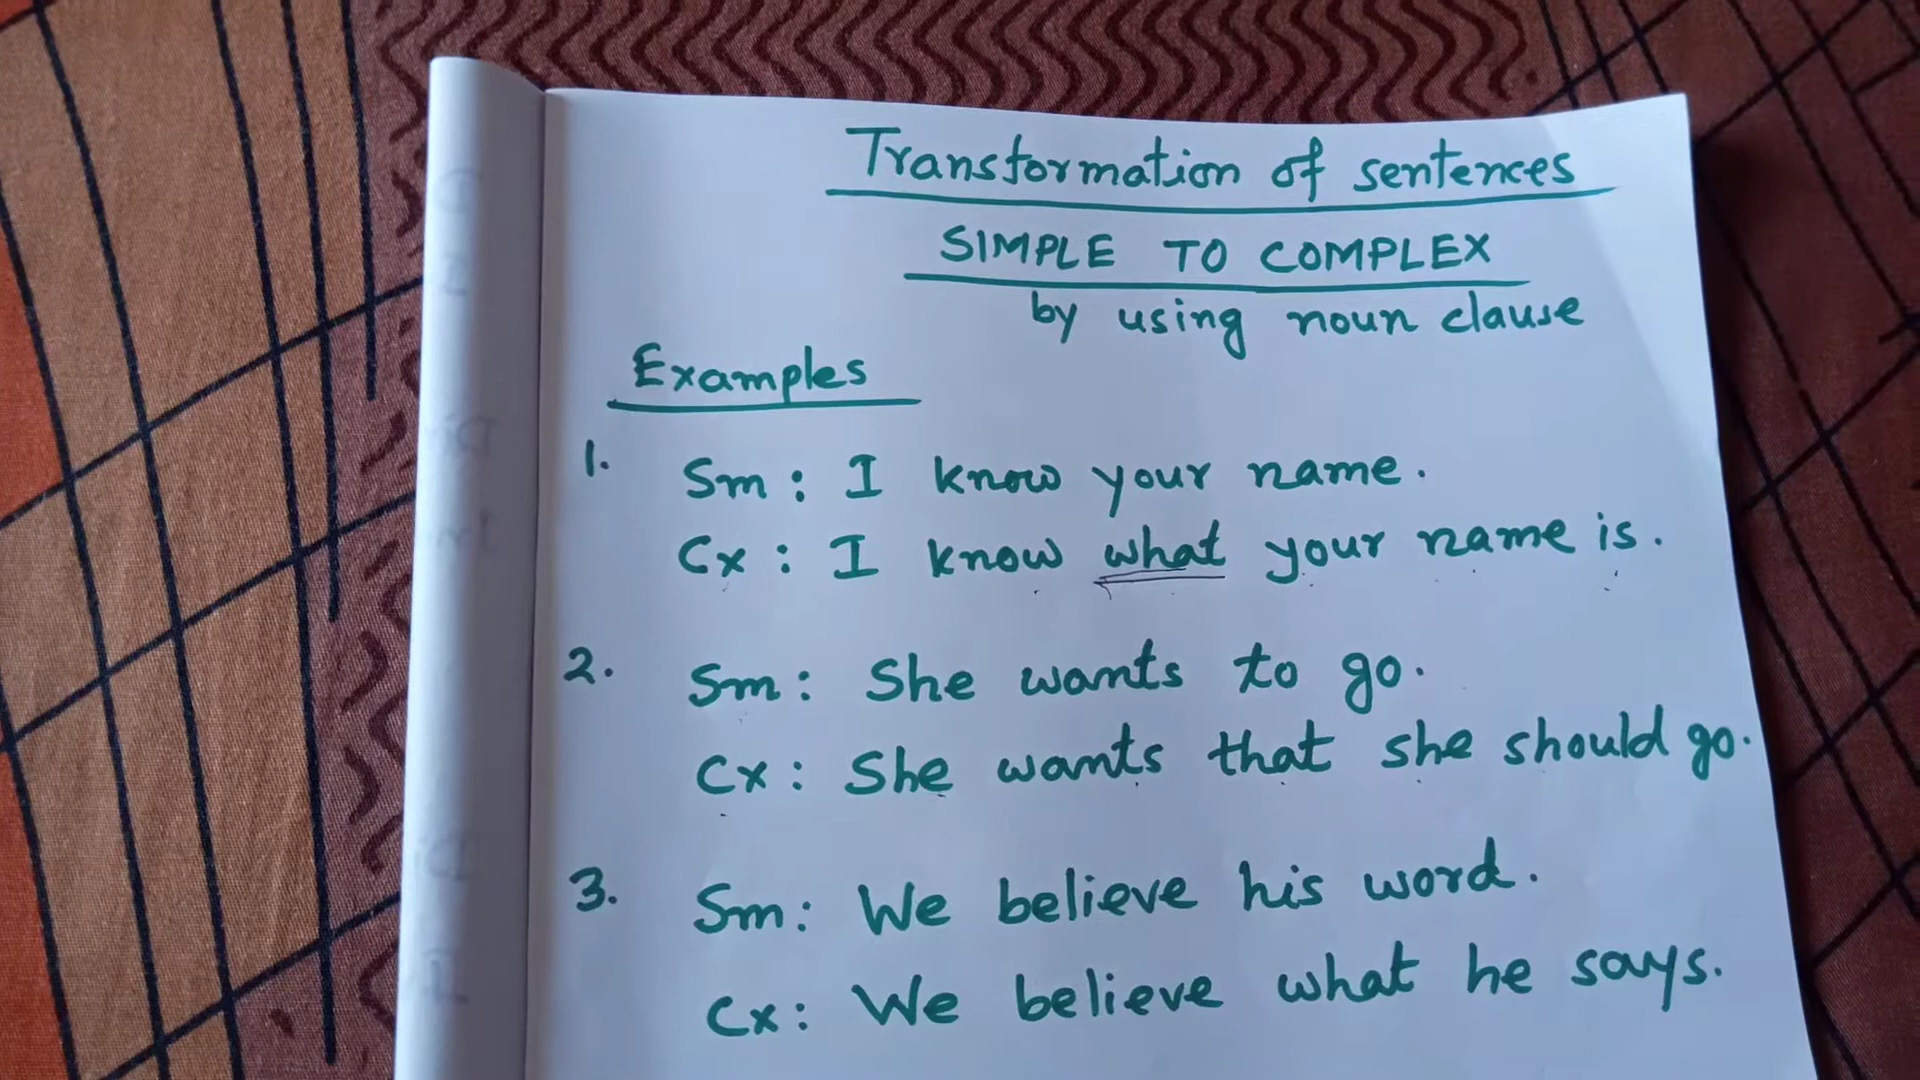 Transformation of sentences
SIMPLE TO COMPLEX
by using noun clause
Examples
1. Sm : I know your name.
Cx : I know what your name is.
2. Sm : She wants to go.
Cx : She wants that she should go.
3. Sm : We believe his word.
Cx : We believe what he says.